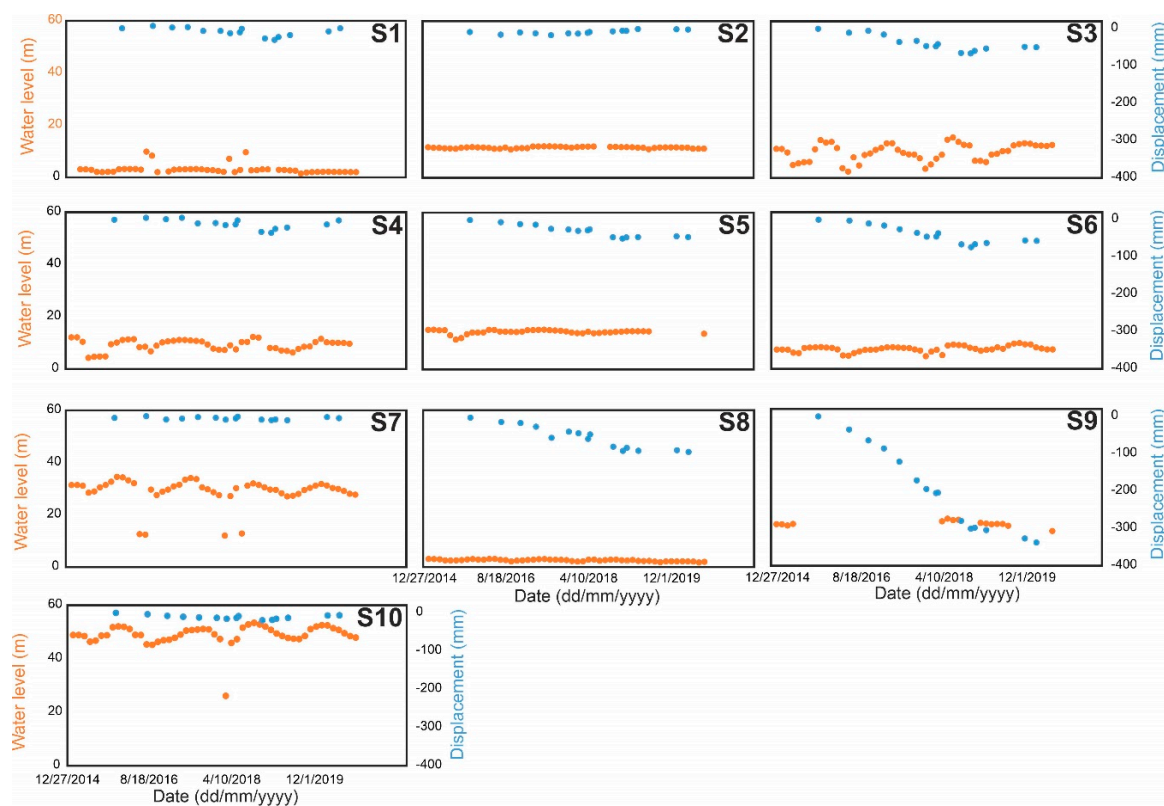 60
40
20
0
Water level (m)
S1
S2
S3
0
-100
-200
-300
-400
Displacement (mm)
60
40
20
0
Water level (m)
S4
S5
S6
0
-100
-200
-300
-400
Displacement (mm)
60
40
20
0
Water level (m)
S7
S8
S9
0
-100
-200
-300
-400
Displacement (mm)
12/27/2014 8/18/2016 4/10/2018 12/1/2019
Date (dd/mm/yyyy)
12/27/2014 8/18/2016 4/10/2018 12/1/2019
Date (dd/mm/yyyy)
60
40
20
0
Water level (m)
S10
0
-100
-200
-300
-400
Displacement (mm)
12/27/2014 8/18/2016 4/10/2018 12/1/2019
Date (dd/mm/yyyy)